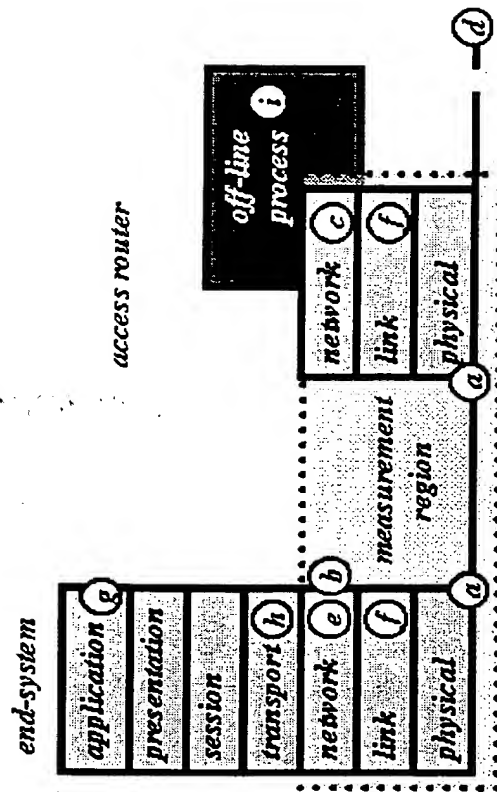 end-system
application g
presentation
session
transport h
network e
b
link f
physical
a
measurement
region
access router
off-line
process i
network c
link f
physical
a
d